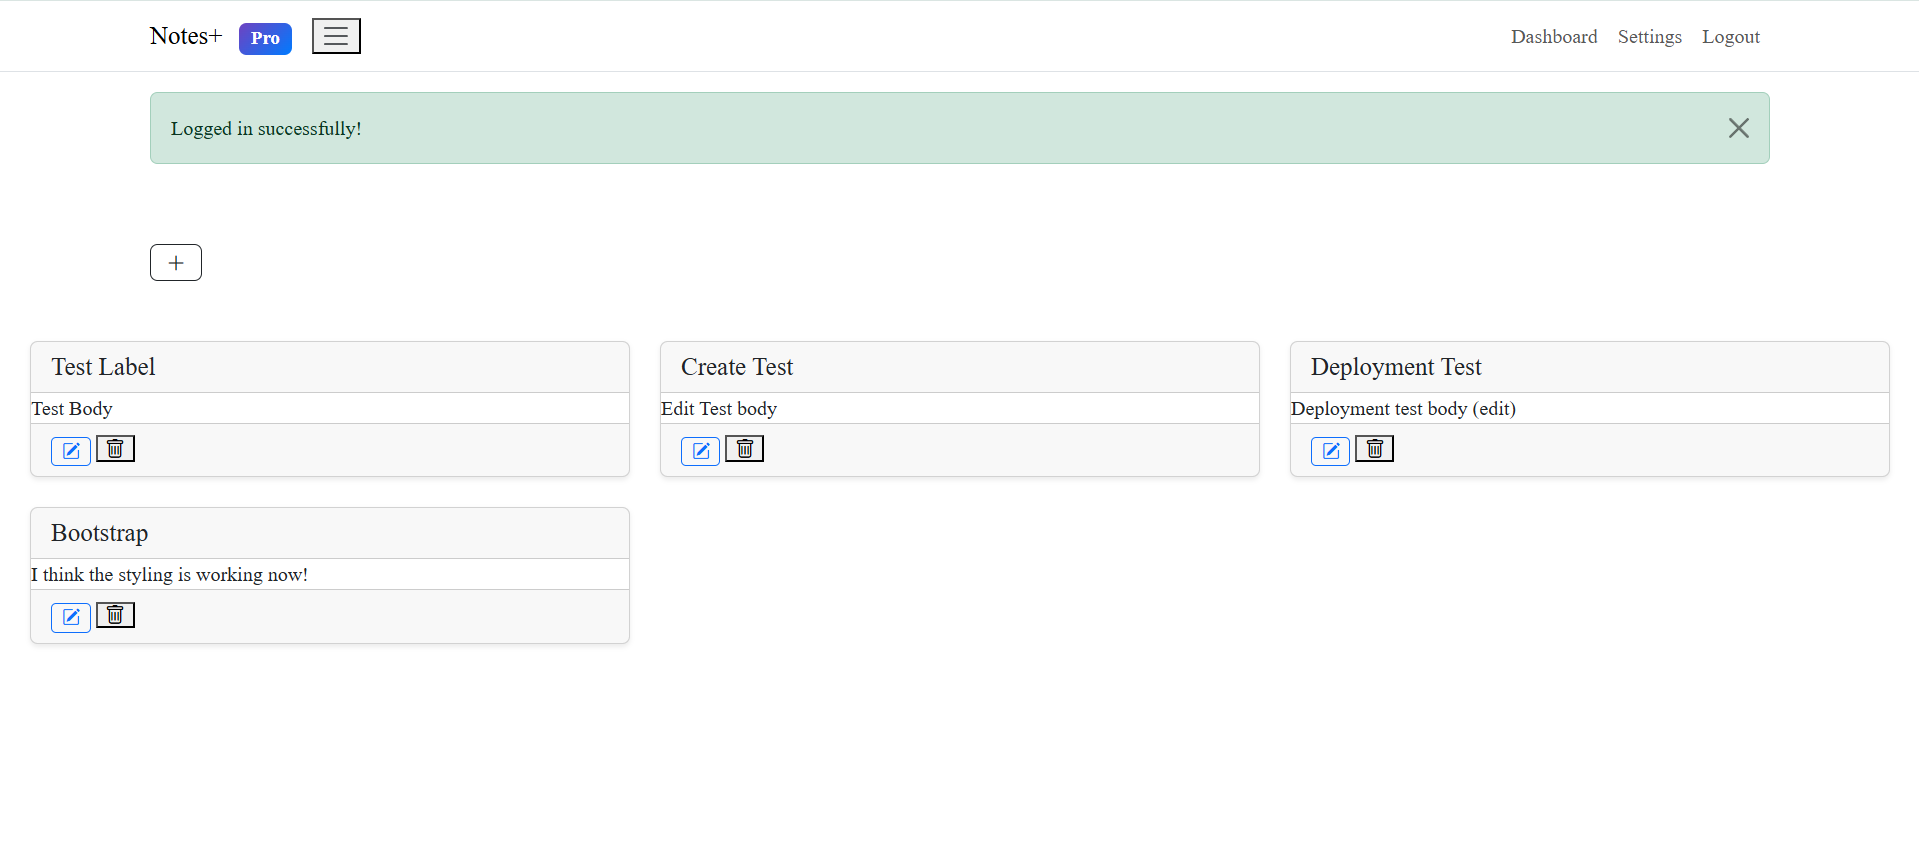 Notes+ Pro Dashboard Settings Logout
Logged in successfully!
+
Test Label
Test Body
Create Test
Edit Test body
Deployment Test
Deployment test body (edit)
Bootstrap
I think the styling is working now!